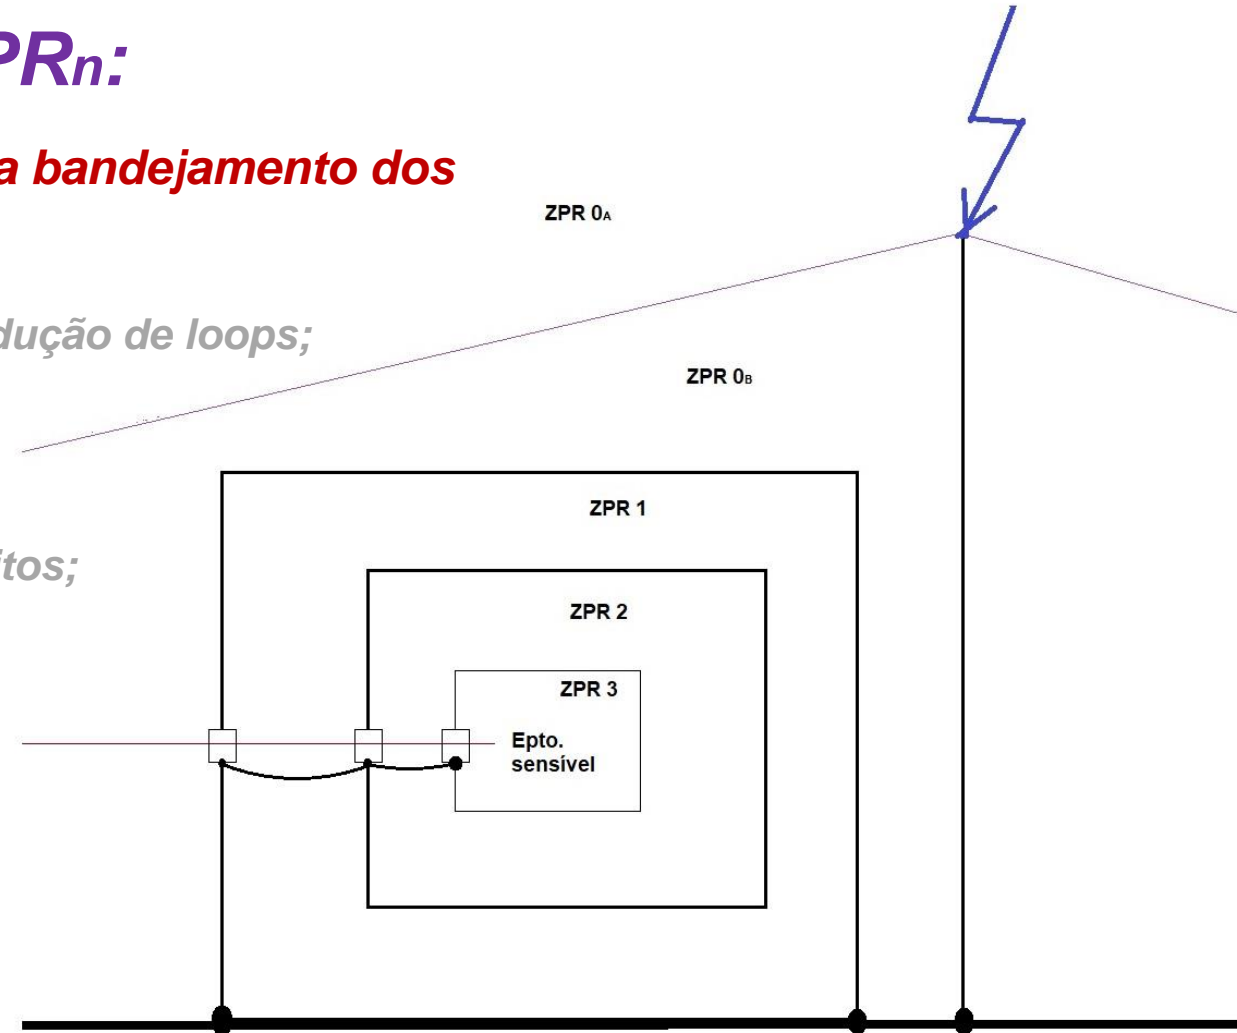 PRn:
a bandejamento dos
ZPR 0A
dução de loops;
ZPR 0B
ZPR 1
itos;
ZPR 2
ZPR 3
Epto.
sensível